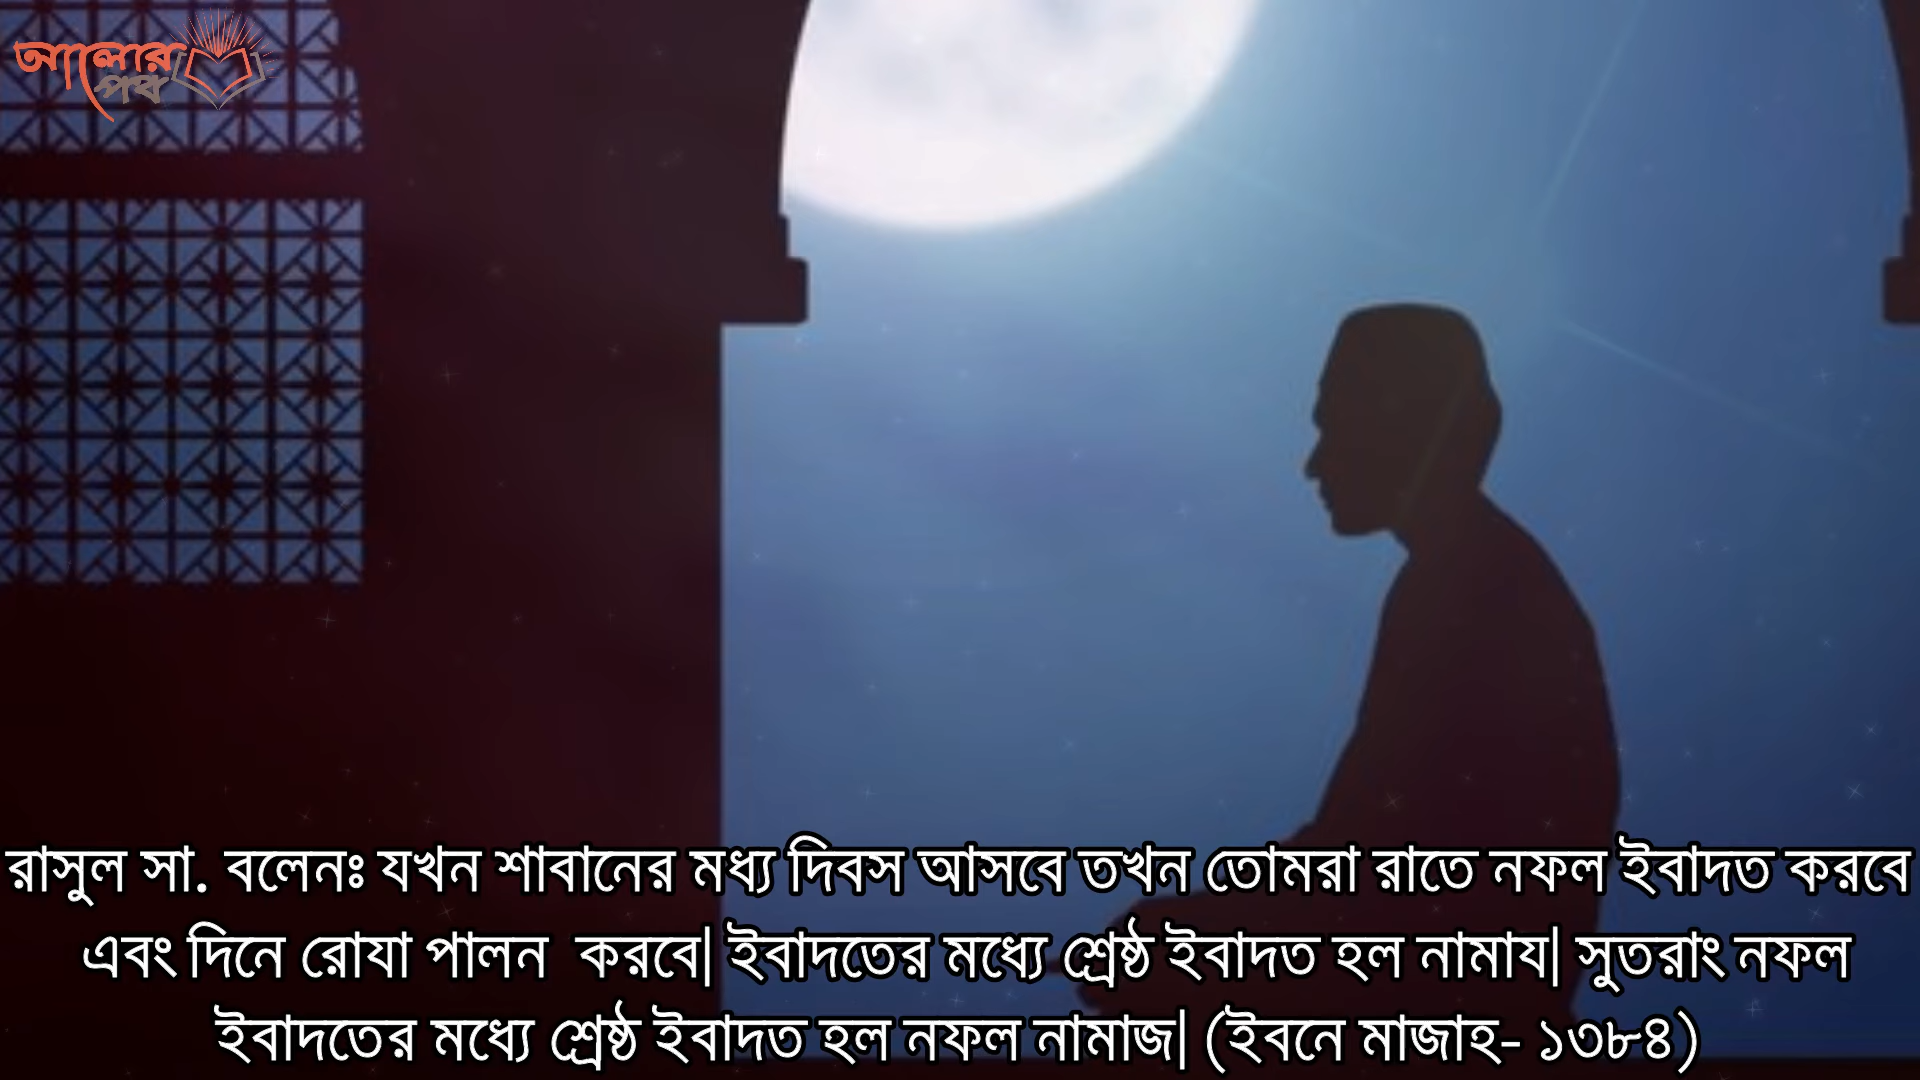 আলোর
পথ
রাসুল সা. বলেনঃ যখন শাবানের মধ্য দিবস আসবে তখন তোমরা রাতে নফল ইবাদত করবে
এবং দিনে রোযা পালন করবে| ইবাদতের মধ্যে শ্রেষ্ঠ ইবাদত হল নামায| সুতরাং নফল
ইবাদতের মধ্যে শ্রেষ্ঠ ইবাদত হল নফল নামাজ| (ইবনে মাজাহ- ১৩৮৪)